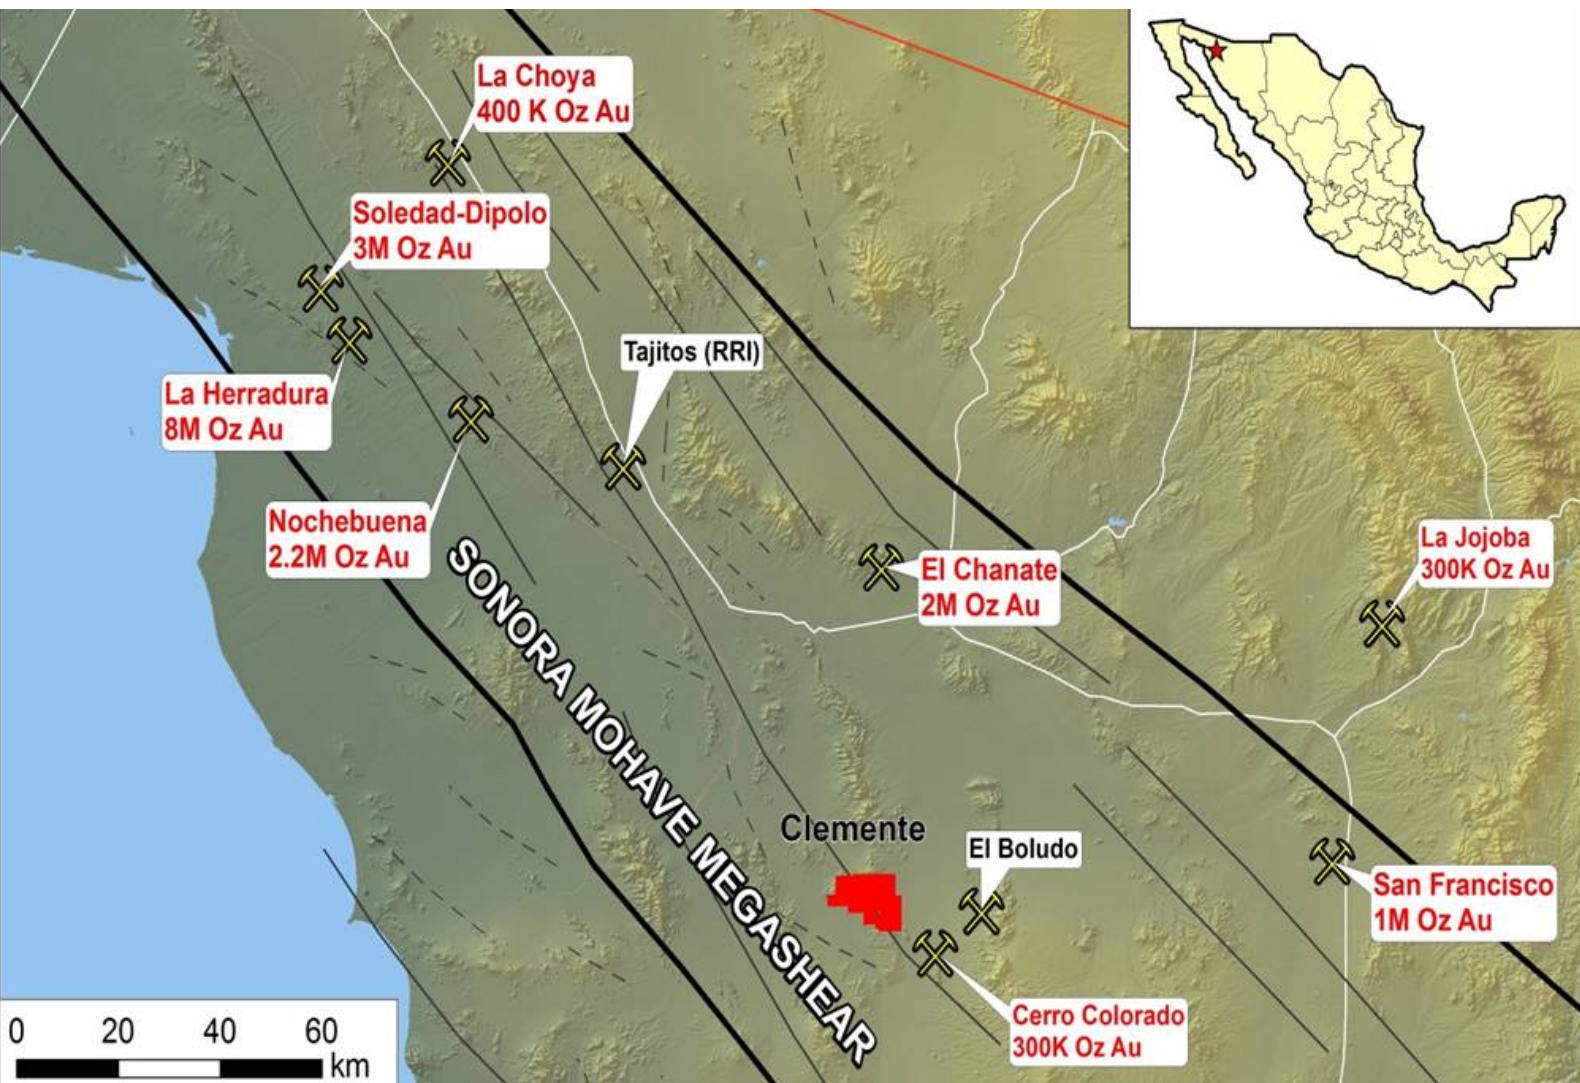 La Choya
400 K Oz Au
Soledad-Dipolo
3M Oz Au
Tajitos (RRI)
La Herradura
8M Oz Au
Nochebuena
2.2M Oz Au
El Chanate
2M Oz Au
La Jojoba
300K Oz Au
SONORA MOHAVE MEGASHEAR
Clemente
El Boludo
San Francisco
1M Oz Au
Cerro Colorado
300K Oz Au
0 20 40 60
km